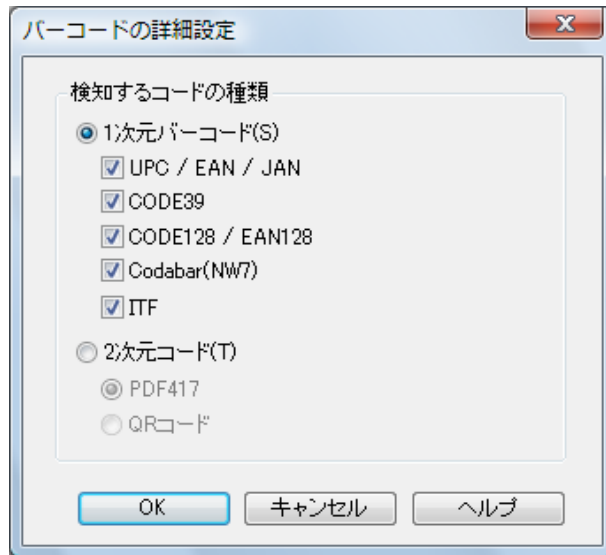 バーコードの詳細設定
検知するコードの種類
1次元バーコード(S)
UPC / EAN / JAN
CODE39
CODE128 / EAN128
Codabar(NW7)
ITF
2次元コード(T)
PDF417
QRコード
OK キャンセル ヘルプ